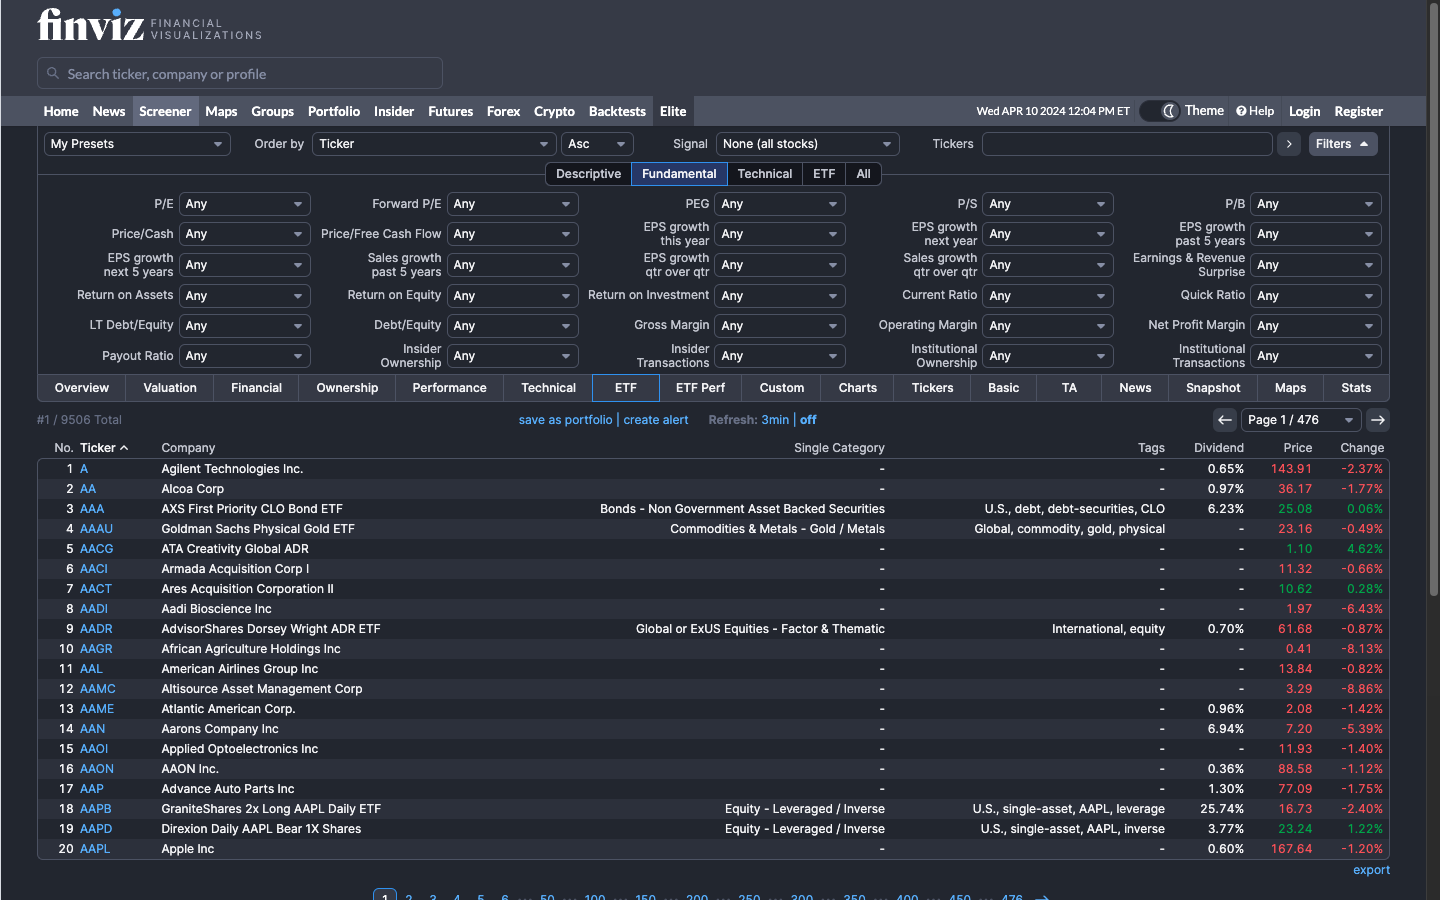 finviz FINANCIAL VISUALIZATIONS
Search ticker, company or profile
Home News Screener Maps Groups Portfolio Insider Futures Forex Crypto Backtests Elite Wed APR 10 2024 12:04 PM ET Theme Help Login Register
My Presets Order by Ticker Asc Signal None (all stocks) Tickers > Filters
Descriptive Fundamental Technical ETF All
P/E Any Forward P/E Any PEG Any P/S Any P/B Any
Price/Cash Any Price/Free Cash Flow Any EPS growth this year Any EPS growth next year Any EPS growth past 5 years Any
EPS growth next 5 years Any Sales growth past 5 years Any EPS growth qtr over qtr Any Sales growth qtr over qtr Any Earnings & Revenue Surprise Any
Return on Assets Any Return on Equity Any Return on Investment Any Current Ratio Any Quick Ratio Any
LT Debt/Equity Any Debt/Equity Any Gross Margin Any Operating Margin Any Net Profit Margin Any
Payout Ratio Any Insider Ownership Any Insider Transactions Any Institutional Ownership Any Institutional Transactions Any
Overview Valuation Financial Ownership Performance Technical ETF ETF Perf Custom Charts Tickers Basic TA News Snapshot Maps Stats
#1 / 9506 Total save as portfolio | create alert Refresh: 3min | off Page 1 / 476
No. Ticker Company Single Category Tags Dividend Price Change
1 A Agilent Technologies Inc. - - 0.65% 143.91 -2.37%
2 AA Alcoa Corp - - 0.97% 36.17 -1.77%
3 AAA AXS First Priority CLO Bond ETF Bonds - Non Government Asset Backed Securities U.S., debt, debt-securities, CLO 6.23% 25.08 0.06%
4 AAAU Goldman Sachs Physical Gold ETF Commodities & Metals - Gold / Metals Global, commodity, gold, physical - 23.16 -0.49%
5 AACG ATA Creativity Global ADR - - - 1.10 4.62%
6 AACI Armada Acquisition Corp I - - - 11.32 -0.66%
7 AACT Ares Acquisition Corporation II - - - 10.62 0.28%
8 AADI Aadi Bioscience Inc - - - 1.97 -6.43%
9 AADR AdvisorShares Dorsey Wright ADR ETF Global or ExUS Equities - Factor & Thematic International, equity 0.70% 61.68 -0.87%
10 AAGR African Agriculture Holdings Inc - - - 0.41 -8.13%
11 AAL American Airlines Group Inc - - - 13.84 -0.82%
12 AAMC Altisource Asset Management Corp - - - 3.29 -8.86%
13 AAME Atlantic American Corp. - - 0.96% 2.08 -1.42%
14 AAN Aarons Company Inc - - 6.94% 7.20 -5.39%
15 AAOI Applied Optoelectronics Inc - - - 11.93 -1.40%
16 AAON AAON Inc. - - 0.36% 88.58 -1.12%
17 AAP Advance Auto Parts Inc - - 1.30% 77.09 -1.75%
18 AAPB GraniteShares 2x Long AAPL Daily ETF Equity - Leveraged / Inverse U.S., single-asset, AAPL, leverage 25.74% 16.73 -2.40%
19 AAPD Direxion Daily AAPL Bear 1X Shares Equity - Leveraged / Inverse U.S., single-asset, AAPL, inverse 3.77% 23.24 1.22%
20 AAPL Apple Inc - - 0.60% 167.64 -1.20%
export
1 2 3 4 5 6 ... 50 ... 100 ... 150 ... 200 ... 250 ... 300 ... 350 ... 400 ... 450 ... 476